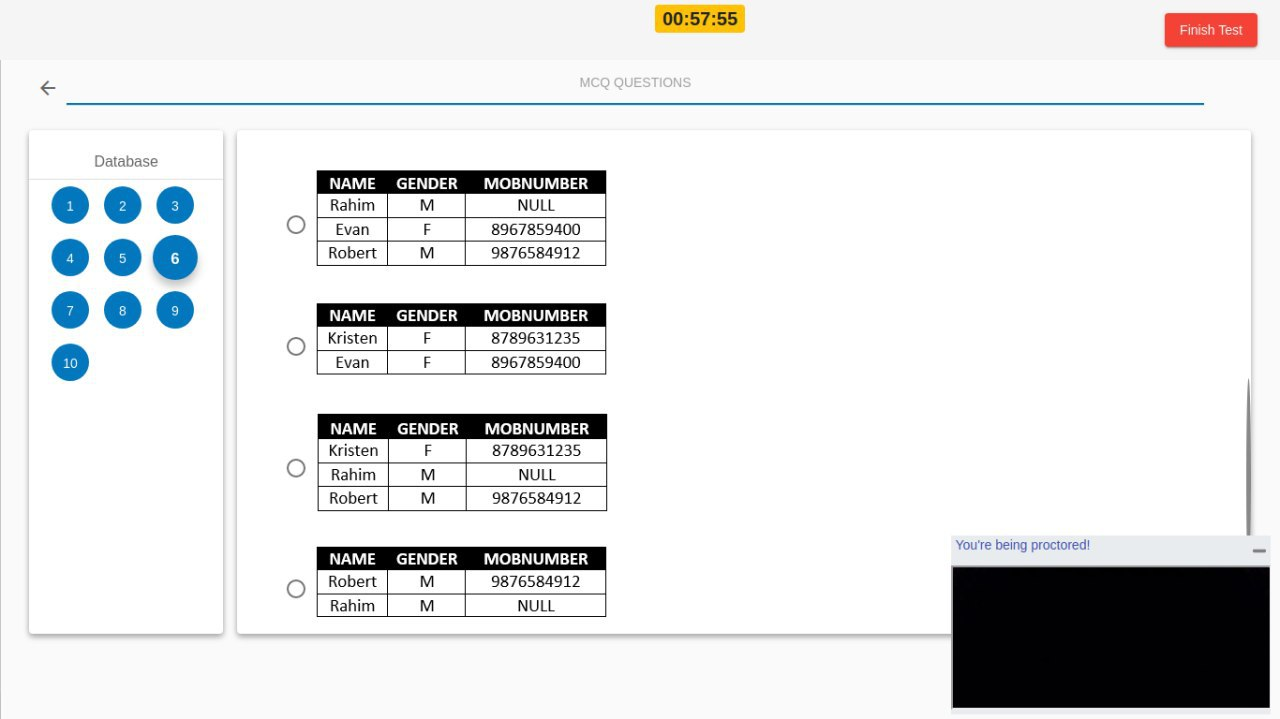 00:57:55
Finish Test
MCQ QUESTIONS
Database
1 2 3
4 5 6
7 8 9
10
NAME GENDER MOBNUMBER
Rahim M NULL
Evan F 8967859400
Robert M 9876584912
NAME GENDER MOBNUMBER
Kristen F 8789631235
Evan F 8967859400
NAME GENDER MOBNUMBER
Kristen F 8789631235
Rahim M NULL
Robert M 9876584912
NAME GENDER MOBNUMBER
Robert M 9876584912
Rahim M NULL
You're being proctored!